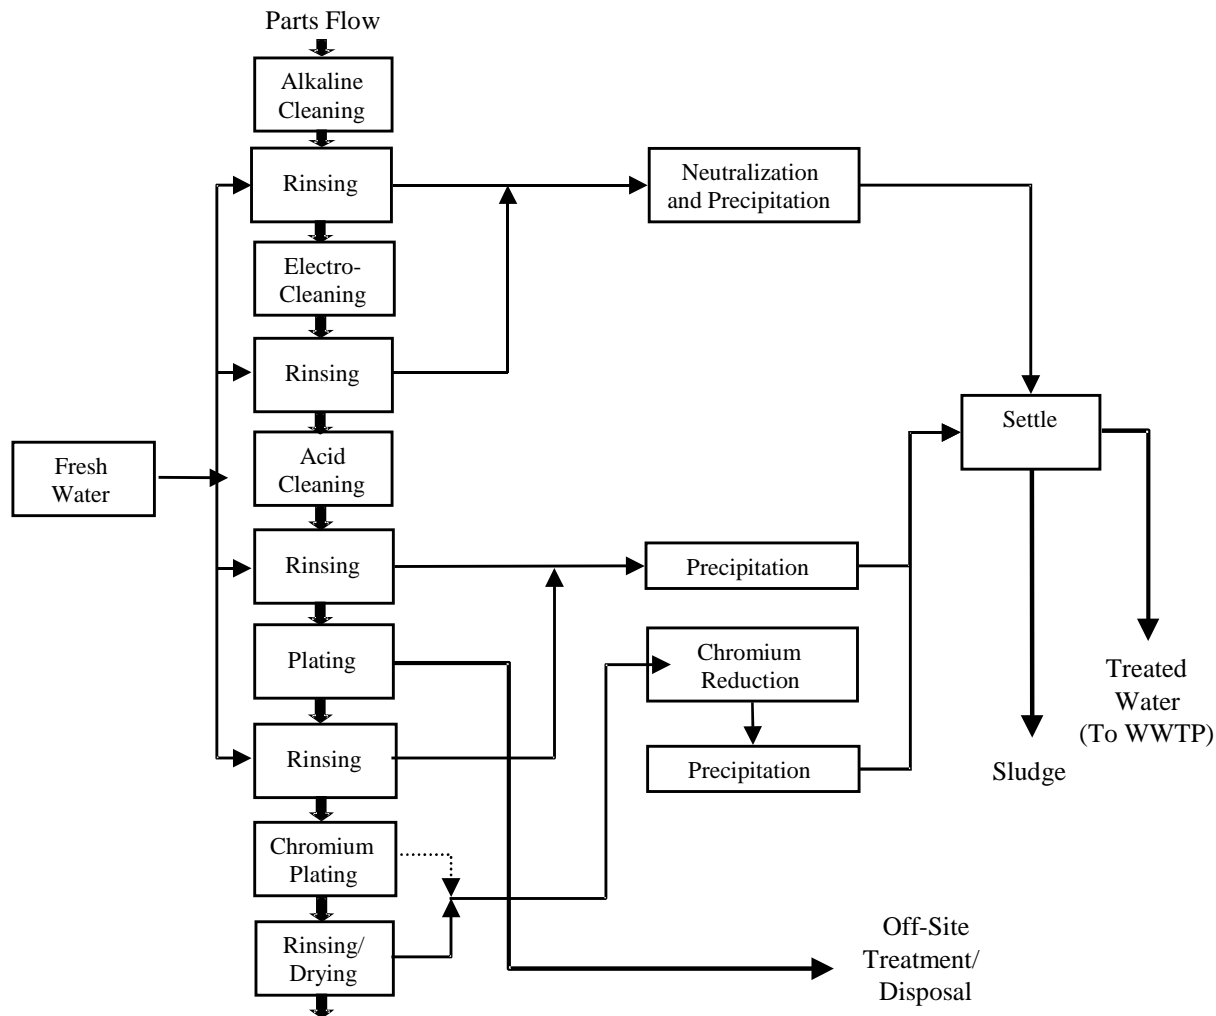 Parts Flow
Alkaline
Cleaning
Rinsing
Neutralization
and Precipitation
Electro-
Cleaning
Rinsing
Settle
Fresh
Water
Acid
Cleaning
Rinsing
Precipitation
Plating
Chromium
Reduction
Treated
Water
(To WWTP)
Rinsing
Precipitation
Sludge
Chromium
Plating
Rinsing/
Drying
Off-Site
Treatment/
Disposal